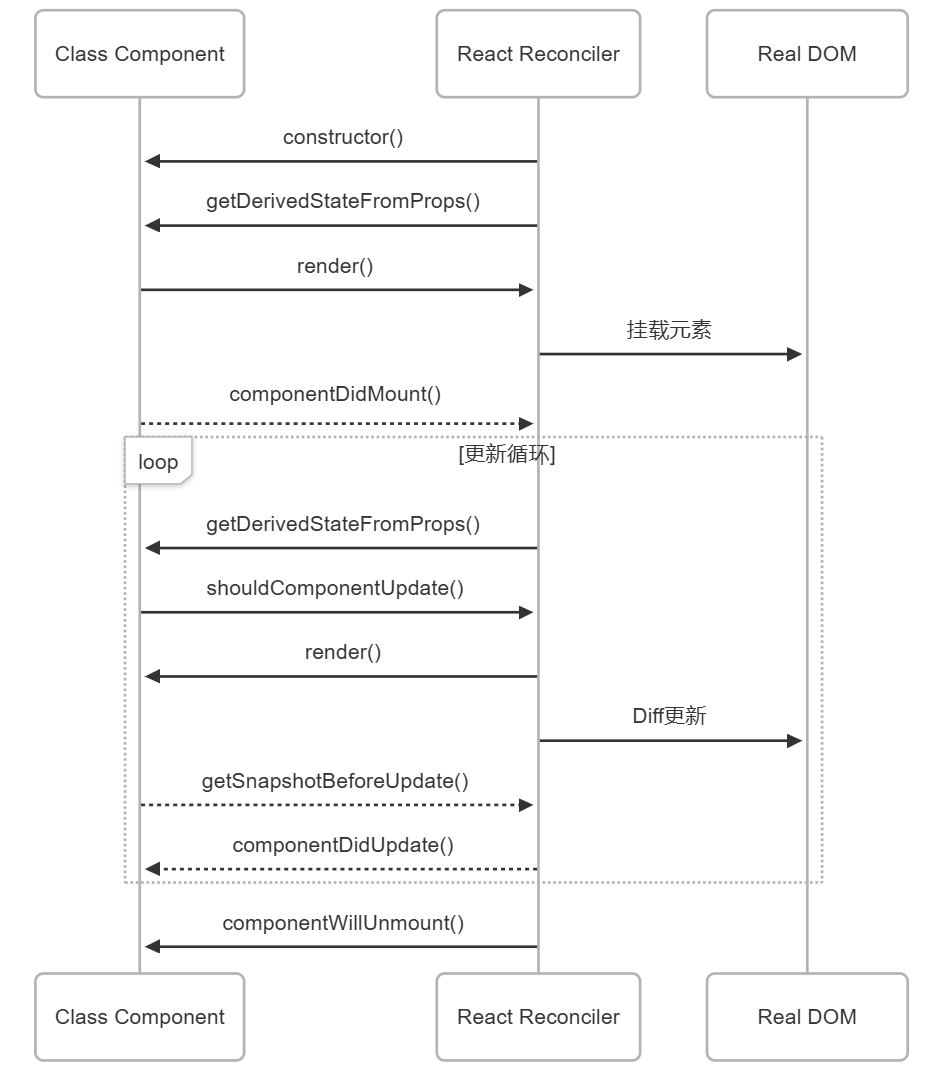 Class Component
React Reconciler
Real DOM
constructor()
getDerivedStateFromProps()
render()
挂载元素
componentDidMount()
loop
[更新循环]
getDerivedStateFromProps()
shouldComponentUpdate()
render()
Diff更新
getSnapshotBeforeUpdate()
componentDidUpdate()
componentWillUnmount()
Class Component
React Reconciler
Real DOM